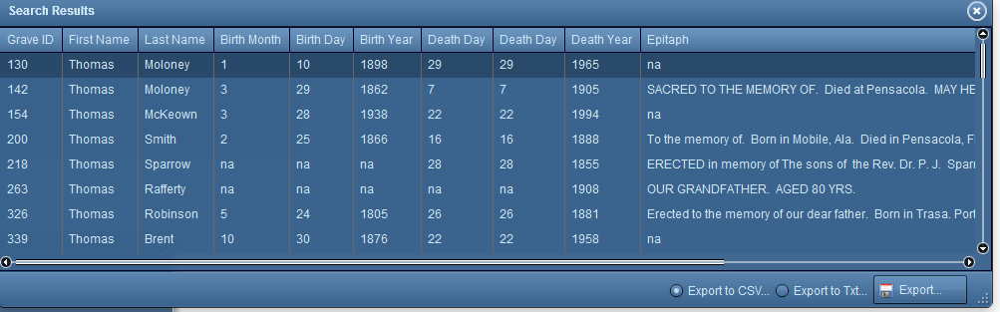 Search Results
Grave ID First Name Last Name Birth Month Birth Day Birth Year Death Day Death Day Death Year Epitaph
130 Thomas Moloney 1 10 1898 29 29 1965 na
142 Thomas Moloney 3 29 1862 7 7 1905 SACRED TO THE MEMORY OF. Died at Pensacola. MAY HE
154 Thomas McKeown 3 28 1938 22 22 1994 na
200 Thomas Smith 2 25 1866 16 16 1888 To the memory of. Born in Mobile, Ala. Died in Pensacola, F
218 Thomas Sparrow na na na 28 28 1855 ERECTED in memory of The sons of the Rev. Dr. P. J. Sparr
263 Thomas Rafferty na na na na na 1908 OUR GRANDFATHER. AGED 80 YRS.
326 Thomas Robinson 5 24 1805 26 26 1881 Erected to the memory of our dear father. Born in Trasa. Port
339 Thomas Brent 10 30 1876 22 22 1958 na
Export to CSV... Export to Txt... Export...